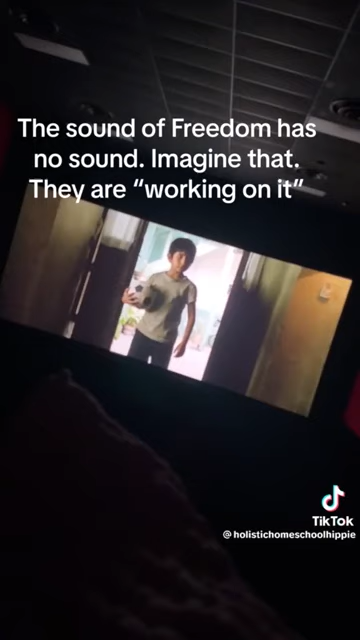 The sound of Freedom has
no sound. Imagine that.
They are “working on it”
TikTok
@holistichomeschoolhippie